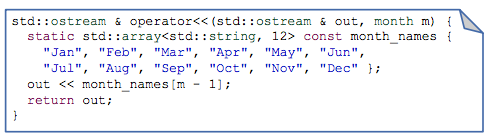 std::ostream & operator<<(std::ostream & out, month m) {
  static std::array<std::string, 12> const month_names {
    "Jan", "Feb", "Mar", "Apr", "May", "Jun",
    "Jul", "Aug", "Sep", "Oct", "Nov", "Dec" };
  out << month_names[m - 1];
  return out;
}